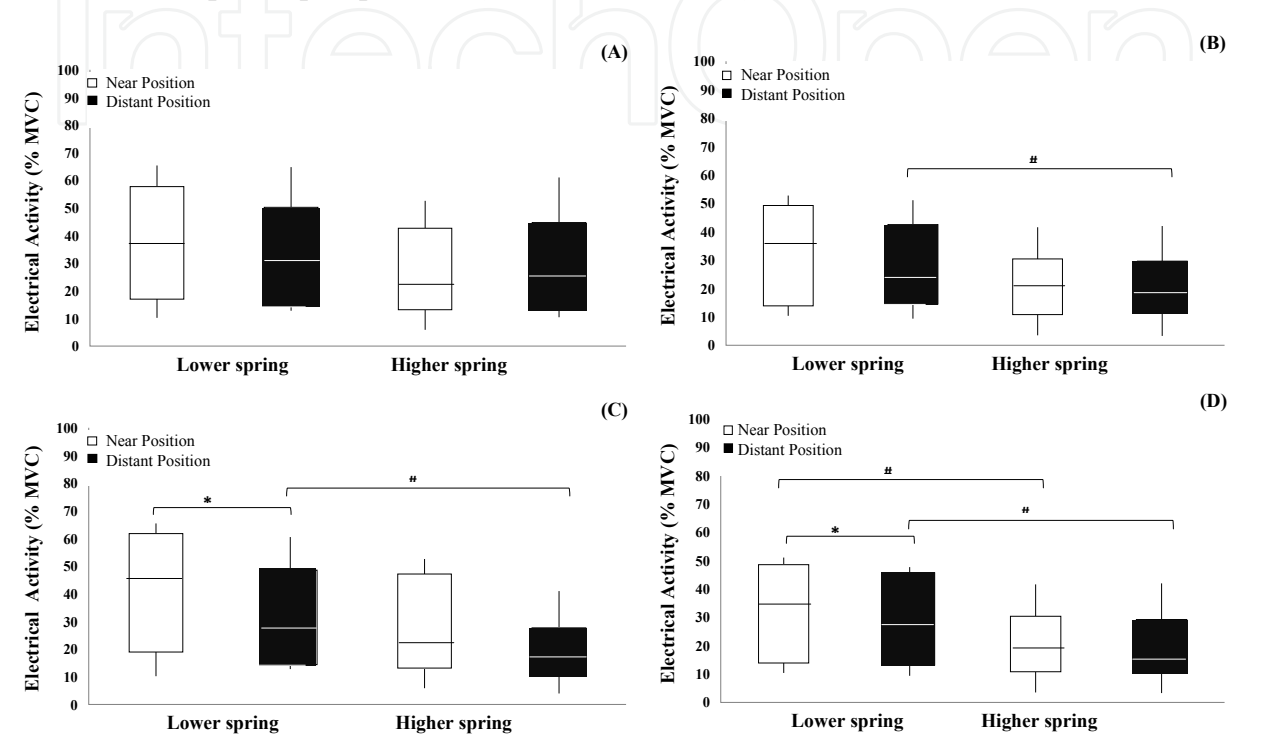 IntechOpen
(A)
100
Near Position
90
Distant Position
80
70
60
50
40
30
20
10
0
Electrical Activity (% MVC)
Lower spring Higher spring
(B)
100
Near Position
90
Distant Position
80
70
#
60
50
40
30
20
10
0
Electrical Activity (% MVC)
Lower spring Higher spring
(C)
100
Near Position
90
Distant Position
80
#
*
70
60
50
40
30
20
10
0
Electrical Activity (% MVC)
Lower spring Higher spring
(D)
100
Near Position
90
Distant Position
80
#
70
#
60
*
50
40
30
20
10
0
Electrical Activity (% MVC)
Lower spring Higher spring